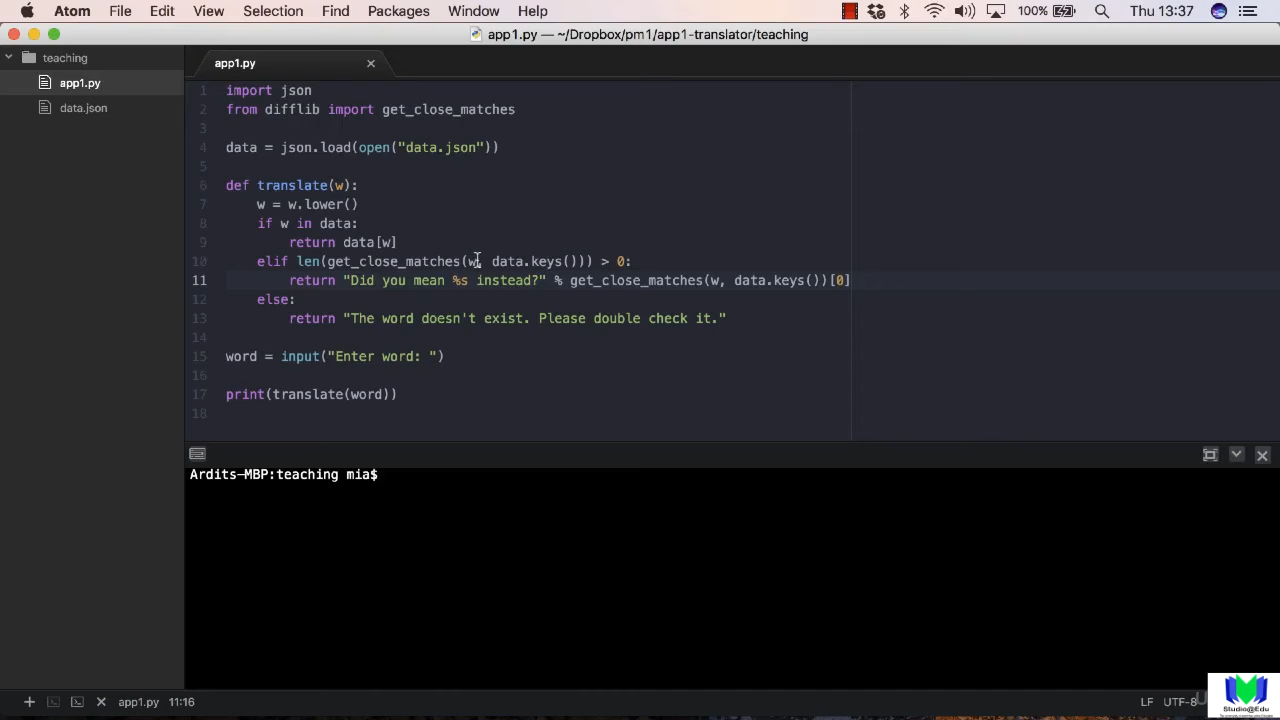 Atom File Edit View Selection Find Packages Window Help 100% Thu 13:37
app1.py — ~/Dropbox/pm1/app1-translator/teaching
teaching
app1.py
data.json
app1.py
1 import json
2 from difflib import get_close_matches
3
4 data = json.load(open("data.json"))
5
6 def translate(w):
7     w = w.lower()
8     if w in data:
9         return data[w]
10     elif len(get_close_matches(w, data.keys())) > 0:
11         return "Did you mean %s instead?" % get_close_matches(w, data.keys())[0]
12     else:
13         return "The word doesn't exist. Please double check it."
14
15 word = input("Enter word: ")
16
17 print(translate(word))
18
Ardits-MBP:teaching mia$
app1.py 11:16 LF UTF-8
Studio@Edu